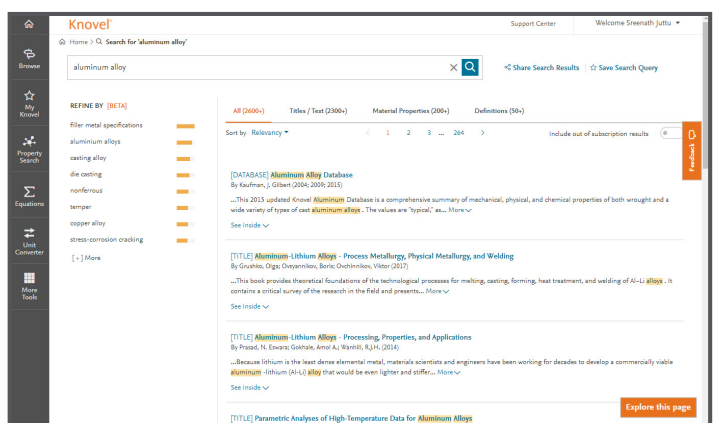 Knovel®
Support Center
Welcome Sreenath Juttu
Home > Search for 'aluminum alloy'
Browse
My Knovel
Property Search
Equations
Unit Converter
More Tools
aluminum alloy
Share Search Results
Save Search Query
REFINE BY [BETA]
filler metal specifications
aluminium alloys
casting alloy
die casting
nonferrous
temper
copper alloy
stress-corrosion cracking
[+] More
All (2600+)
Titles / Text (2300+)
Material Properties (200+)
Definitions (50+)
Sort by Relevancy
< 1 2 3 ... 264 >
Include out of subscription results
Feedback
[DATABASE] Aluminum Alloy Database
By Kaufman, J. Gilbert (2004; 2009; 2015)
...This 2015 updated Knovel Aluminum Database is a comprehensive summary of mechanical, physical, and chemical properties of both wrought and a
wide variety of types of cast aluminum alloys . The values are "typical," as... More
See Inside
[TITLE] Aluminum-Lithium Alloys - Process Metallurgy, Physical Metallurgy, and Welding
By Grushko, Olga; Ovsyannikov, Boris; Ovchinnikov, Viktor (2017)
...This book provides theoretical foundations of the technological processes for melting, casting, forming, heat treatment, and welding of Al–Li alloys . It
contains a critical survey of the research in the field and presents... More
See Inside
[TITLE] Aluminum-Lithium Alloys - Processing, Properties, and Applications
By Prasad, N. Eswara; Gokhale, Amol A.; Wanhill, R.J.H. (2014)
...Because lithium is the least dense elemental metal, materials scientists and engineers have been working for decades to develop a commercially viable
aluminum -lithium (Al-Li) alloy that would be even lighter and stiffer... More
See Inside
Explore this page
[TITLE] Parametric Analyses of High-Temperature Data for Aluminum Alloys